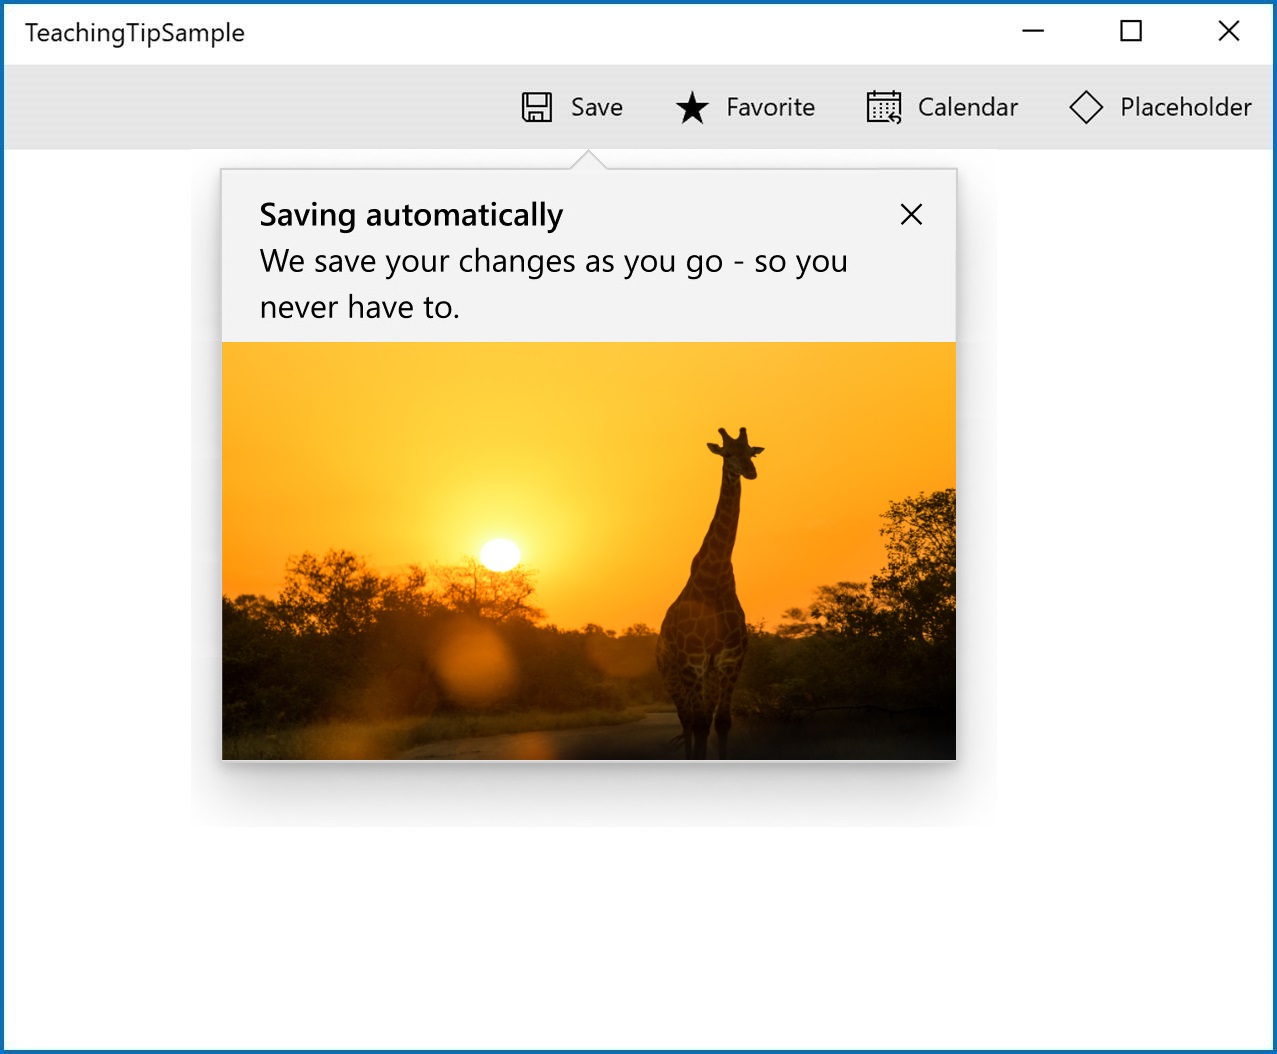 TeachingTipSample
Save Favorite Calendar Placeholder
Saving automatically
We save your changes as you go - so you
never have to.